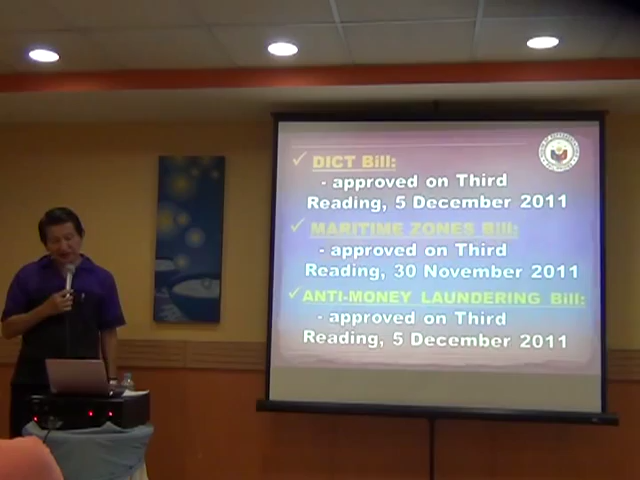 ✓ DICT Bill:
- approved on Third
Reading, 5 December 2011
✓ MARITIME ZONES Bill:
- approved on Third
Reading, 30 November 2011
✓ ANTI-MONEY LAUNDERING Bill:
- approved on Third
Reading, 5 December 2011